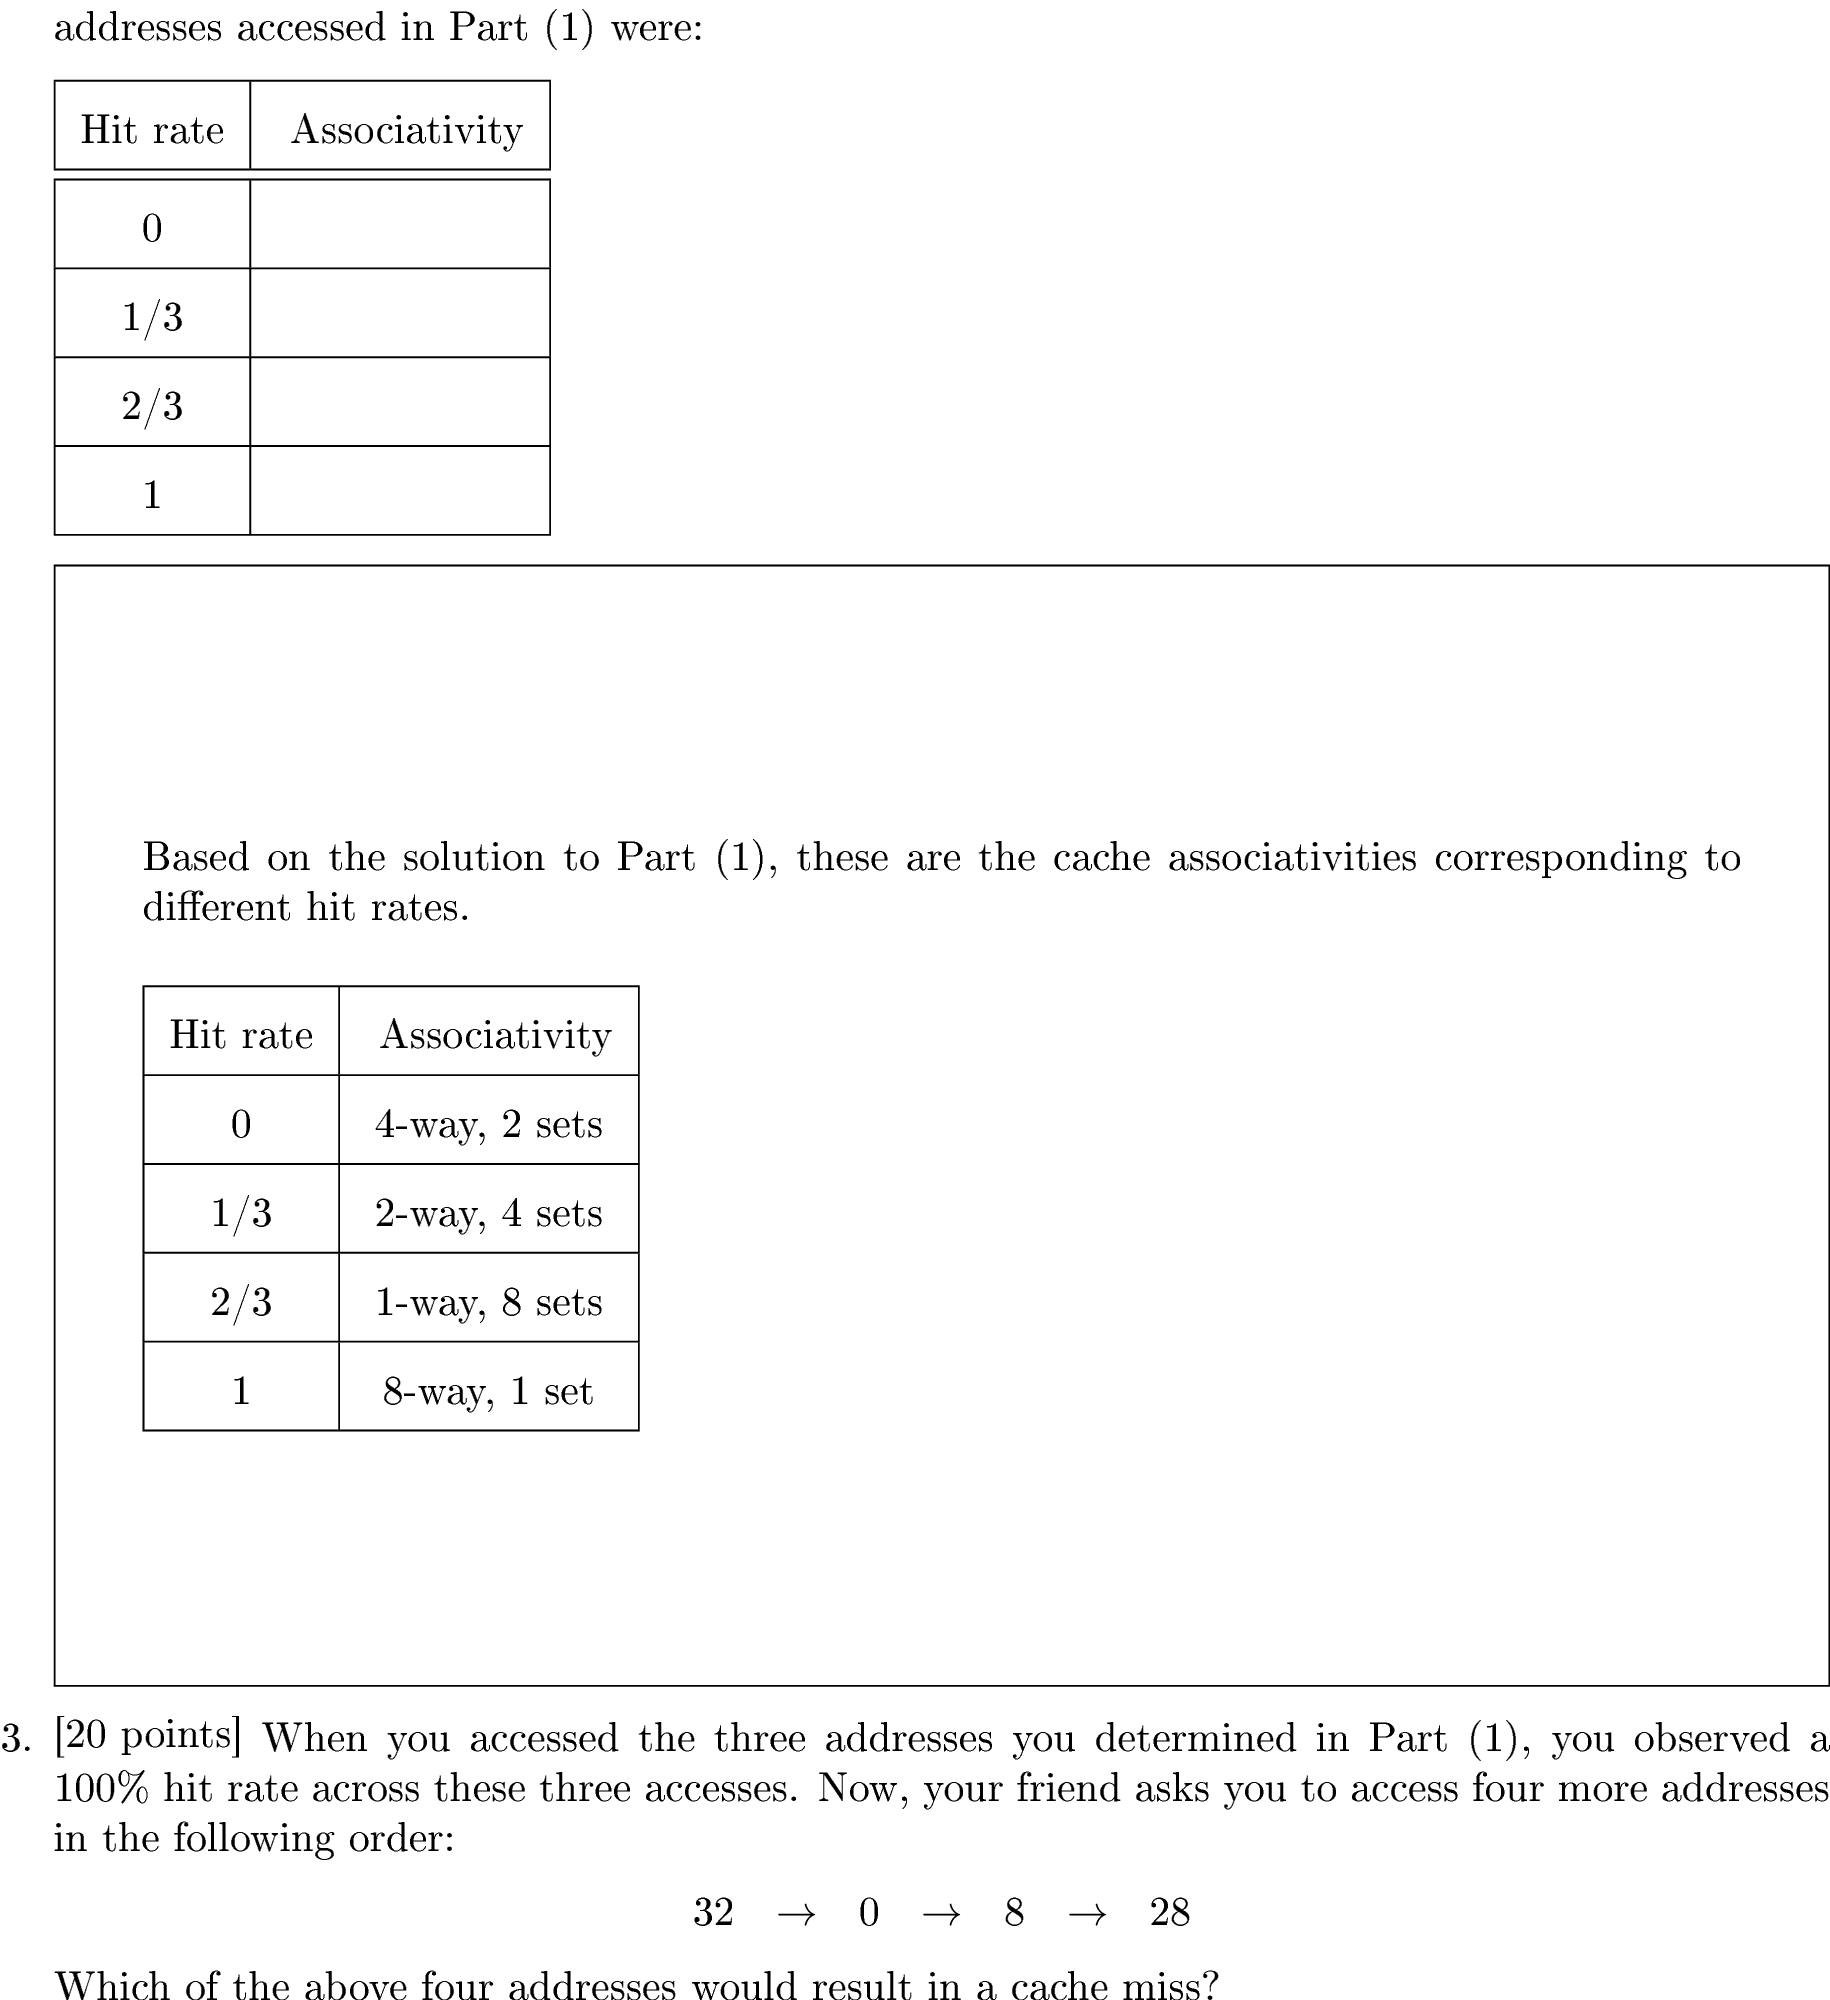 addresses accessed in Part (1) were:
Hit rate Associativity
0
1/3
2/3
1
Based on the solution to Part (1), these are the cache associativities corresponding to
different hit rates.
Hit rate Associativity
0 4-way, 2 sets
1/3 2-way, 4 sets
2/3 1-way, 8 sets
1 8-way, 1 set
3. [20 points] When you accessed the three addresses you determined in Part (1), you observed a
100% hit rate across these three accesses. Now, your friend asks you to access four more addresses
in the following order:
32 → 0 → 8 → 28
Which of the above four addresses would result in a cache miss?